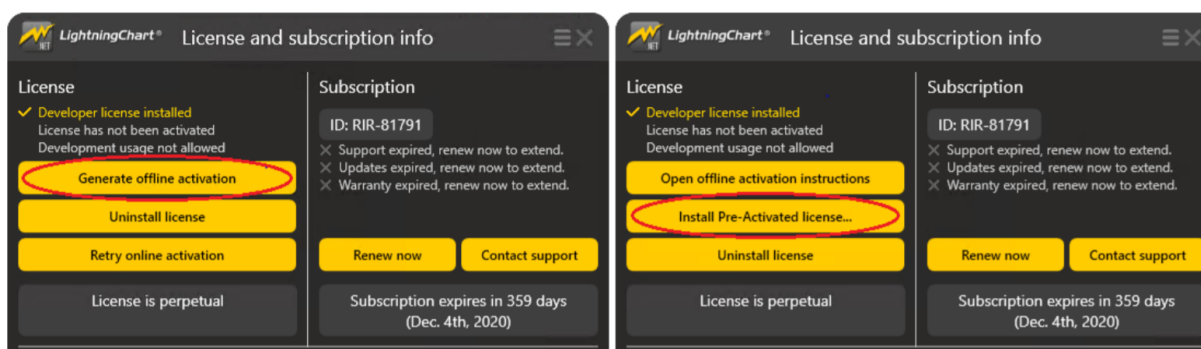 LightningChart® License and subscription info
NET
License
Developer license installed
License has not been activated
Development usage not allowed
Generate offline activation
Uninstall license
Retry online activation
License is perpetual
Subscription
ID: RIR-81791
Support expired, renew now to extend.
Updates expired, renew now to extend.
Warranty expired, renew now to extend.
Renew now
Contact support
Subscription expires in 359 days
(Dec. 4th, 2020)
LightningChart® License and subscription info
NET
License
Developer license installed
License has not been activated
Development usage not allowed
Open offline activation instructions
Install Pre-Activated license...
Uninstall license
License is perpetual
Subscription
ID: RIR-81791
Support expired, renew now to extend.
Updates expired, renew now to extend.
Warranty expired, renew now to extend.
Renew now
Contact support
Subscription expires in 359 days
(Dec. 4th, 2020)